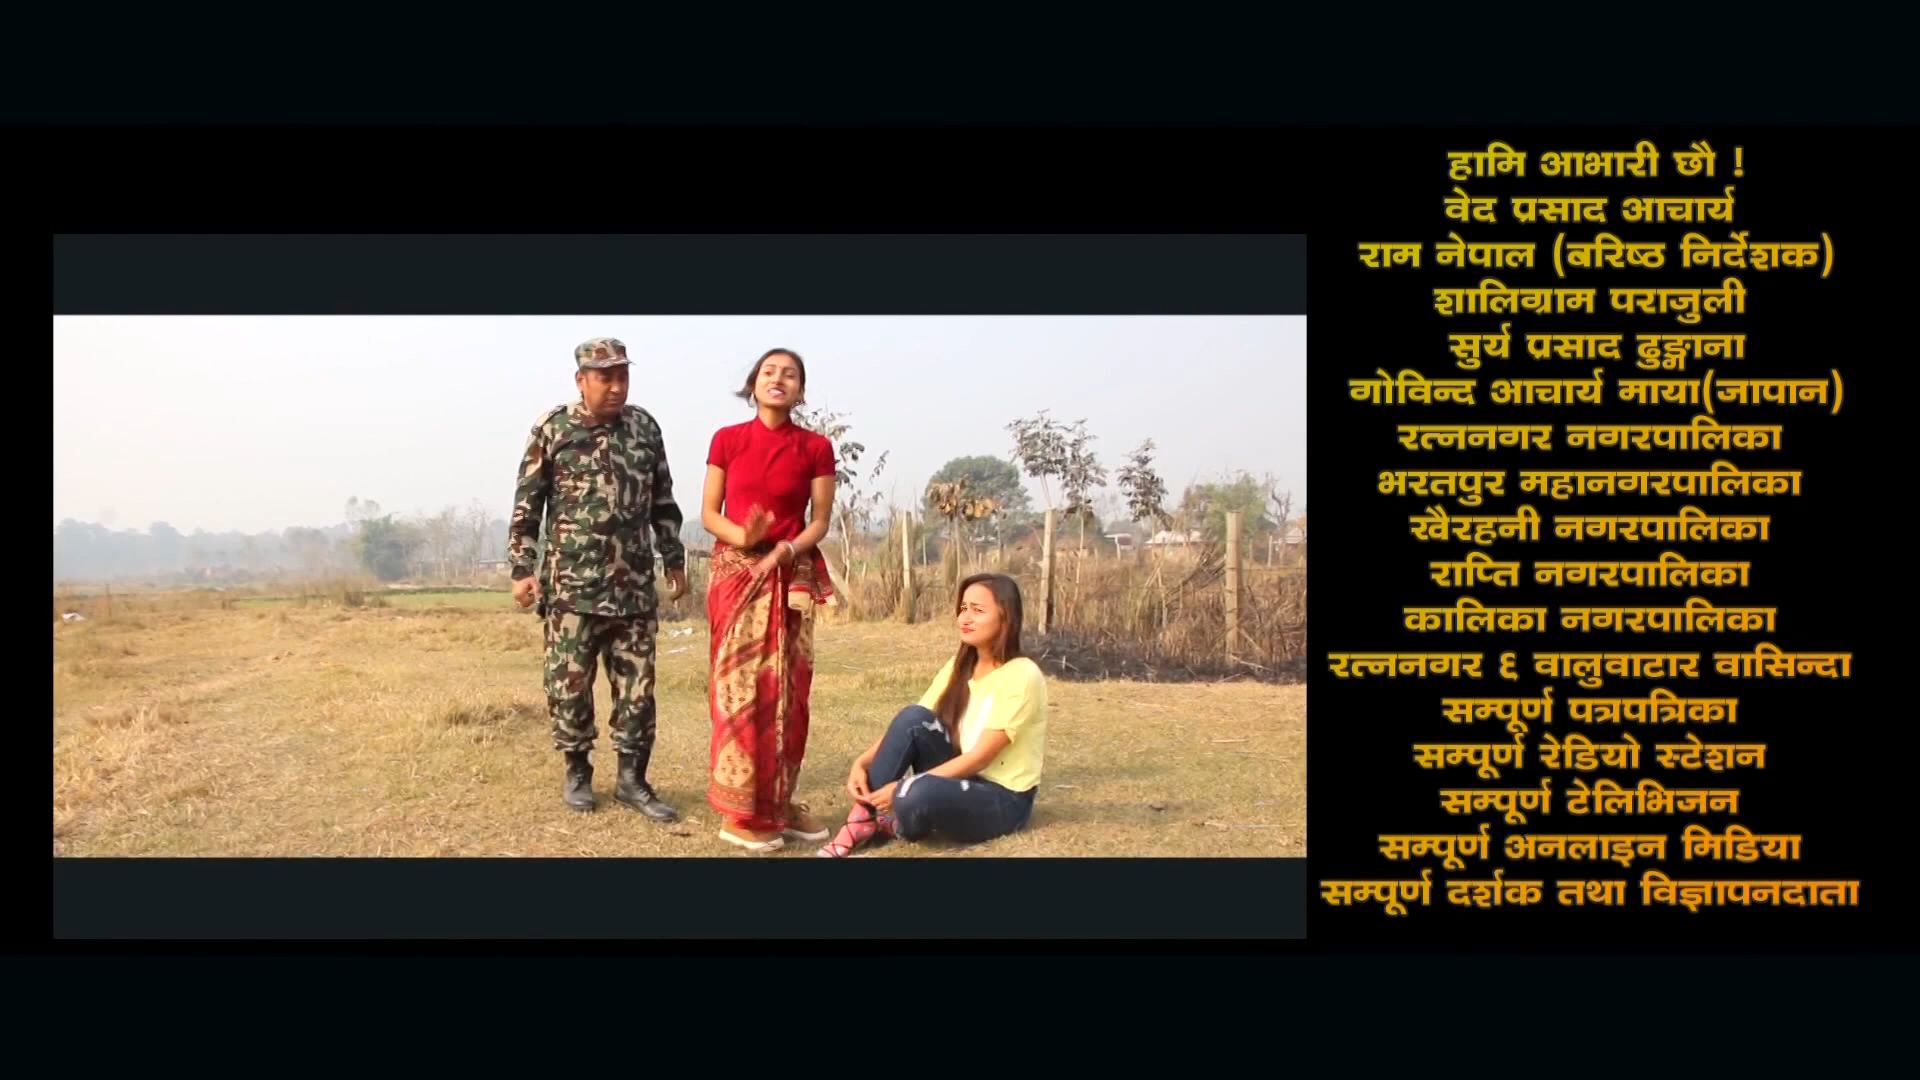 हामि आभारी छौ !
वेद प्रसाद आचार्य
राम नेपाल (बरिष्ठ निर्देशक)
शालिग्राम पराजुली
सुर्य प्रसाद ढुङ्गाना
गोविन्द आचार्य माया(जापान)
रत्ननगर नगरपालिका
भरतपुर महानगरपालिका
खैरहनी नगरपालिका
राप्ति नगरपालिका
कालिका नगरपालिका
रत्ननगर ६ वालुवाटार वासिन्दा
सम्पूर्ण पत्रपत्रिका
सम्पूर्ण रेडियो स्टेशन
सम्पूर्ण टेलिभिजन
सम्पूर्ण अनलाइन मिडिया
सम्पूर्ण दर्शक तथा विज्ञापनदाता